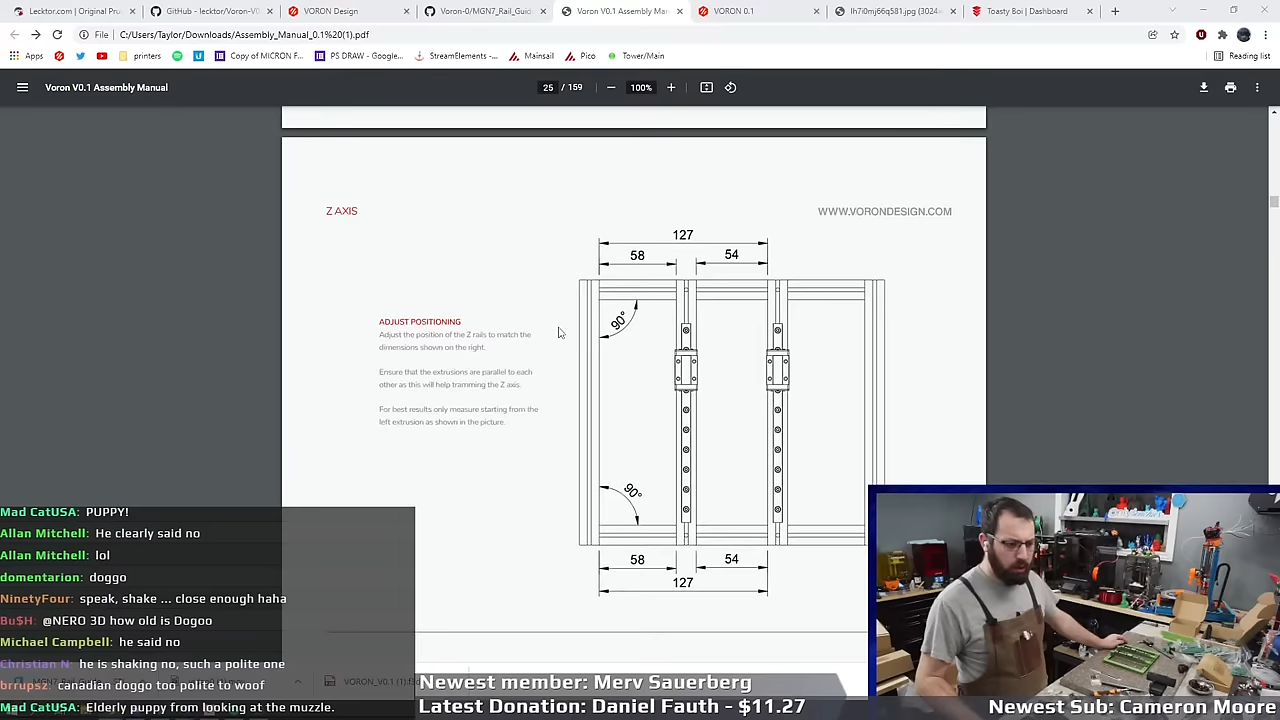 Lecktor.com | Original Pru
GitHub - lecktor/Voron-V0
VORON Design
Voron-0/MGN7_Rail_Guid
Voron V0.1 Assembly Manual
VORON 0.1
lh7i0mj66q581.jpg (3024
Toasty Boi | Dashboard
File
C:/Users/Taylor/Downloads/Assembly_Manual_0.1%20(1).pdf
Apps
printers
Copy of MICRON F...
PS DRAW - Google...
StreamElements -...
Mainsail
Pico
Tower/Main
Reading list
Voron V0.1 Assembly Manual
25 / 159
100%
Z AXIS
WWW.VORONDESIGN.COM
127
58
54
90°
ADJUST POSITIONING
Adjust the position of the Z rails to match the
dimensions shown on the right.
Ensure that the extrusions are parallel to each
other as this will help tramming the Z axis.
For best results only measure starting from the
left extrusion as shown in the picture.
90°
58
54
127
Mad CatUSA: PUPPY!
Allan Mitchell: He clearly said no
Allan Mitchell: lol
domentarion: doggo
NinetyFour: speak, shake ... close enough haha
Bu$H: @NERO 3D how old is Dogoo
Michael Campbell: he said no
Christian N: he is shaking no, such a polite one
brrupsz: canadian doggo too polite to woof
Mad CatUSA: Elderly puppy from looking at the muzzle.
Newest member: Merv Sauerberg
Latest Donation: Daniel Fauth - $11.27
Newest Sub: Cameron Moore